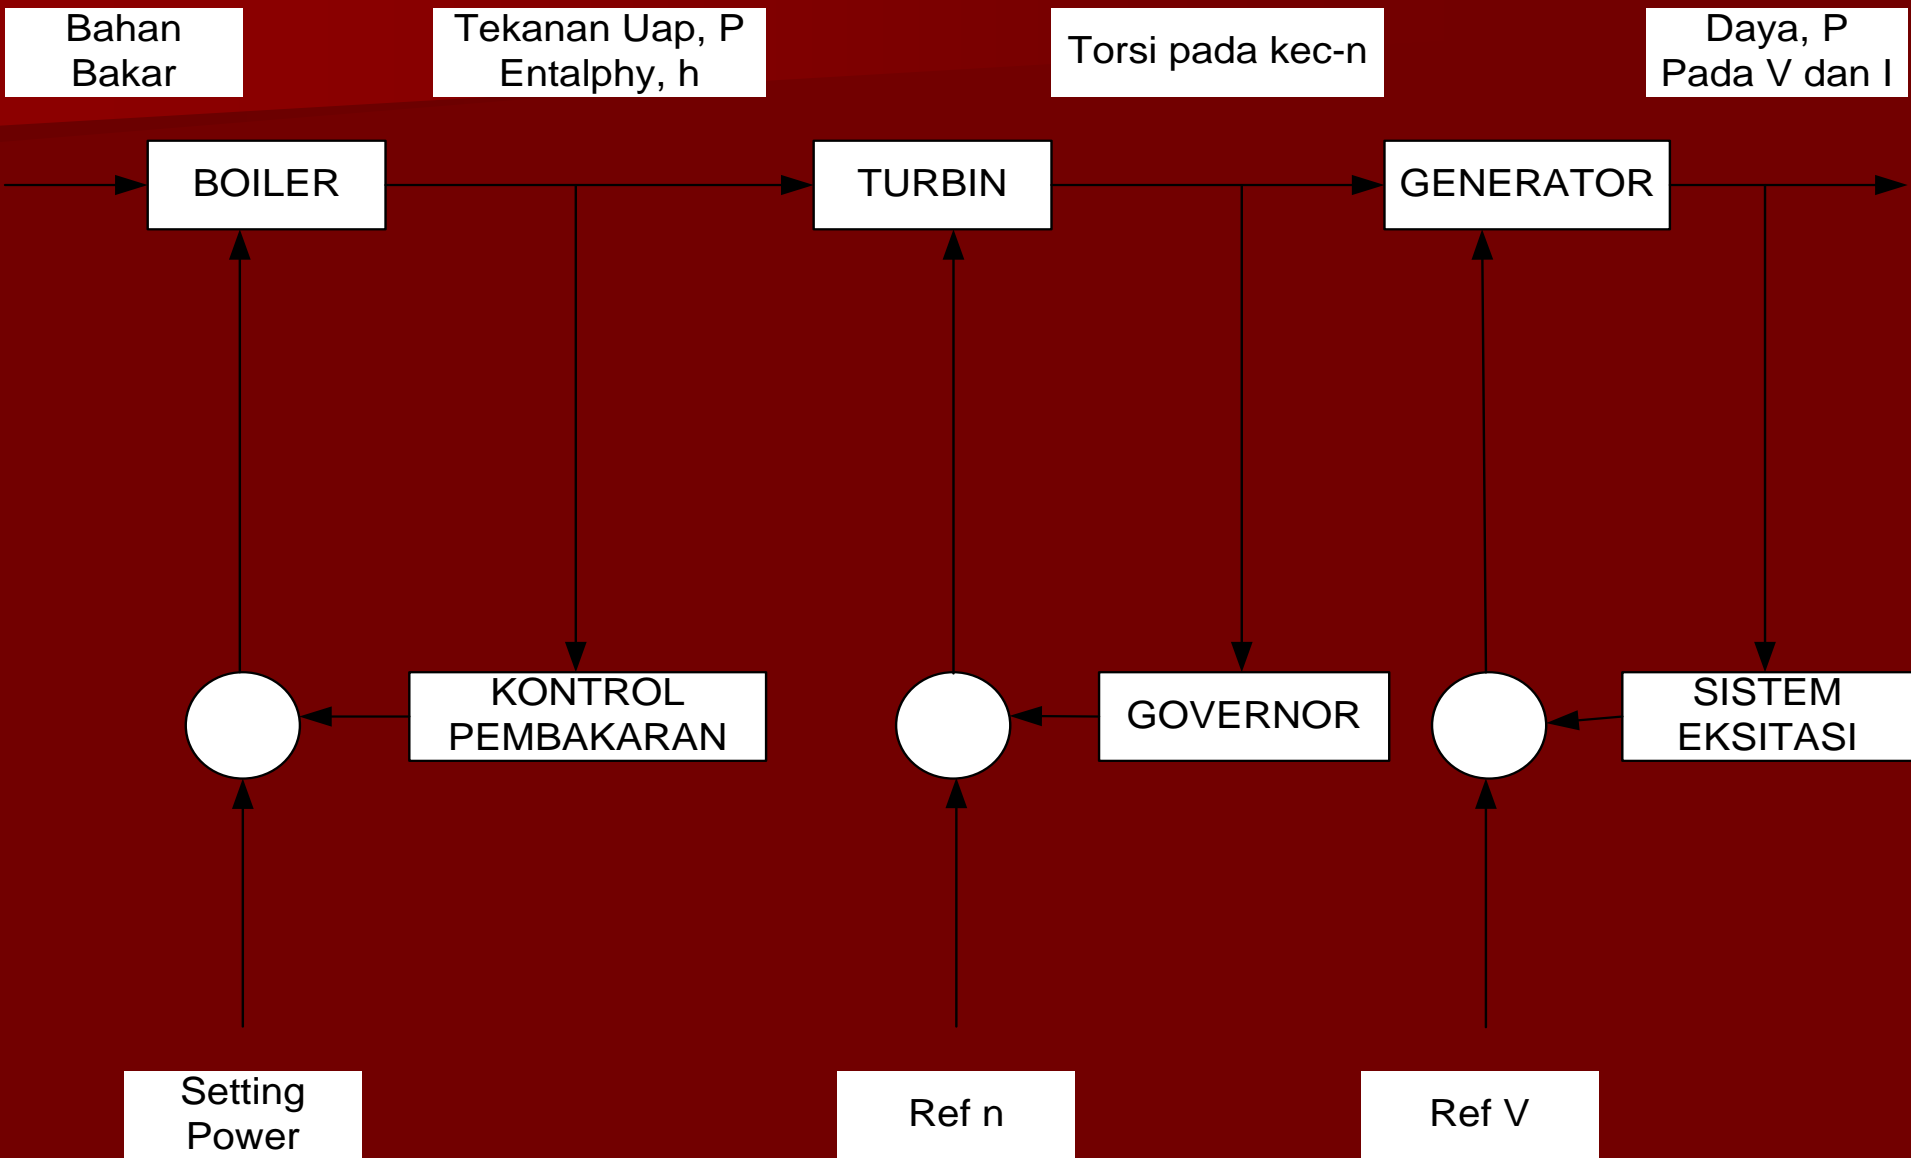 Bahan
Bakar
Tekanan Uap, P
Entalphy, h
Torsi pada kec-n
Daya, P
Pada V dan I
BOILER
TURBIN
GENERATOR
KONTROL
PEMBAKARAN
GOVERNOR
SISTEM
EKSITASI
Setting
Power
Ref n
Ref V